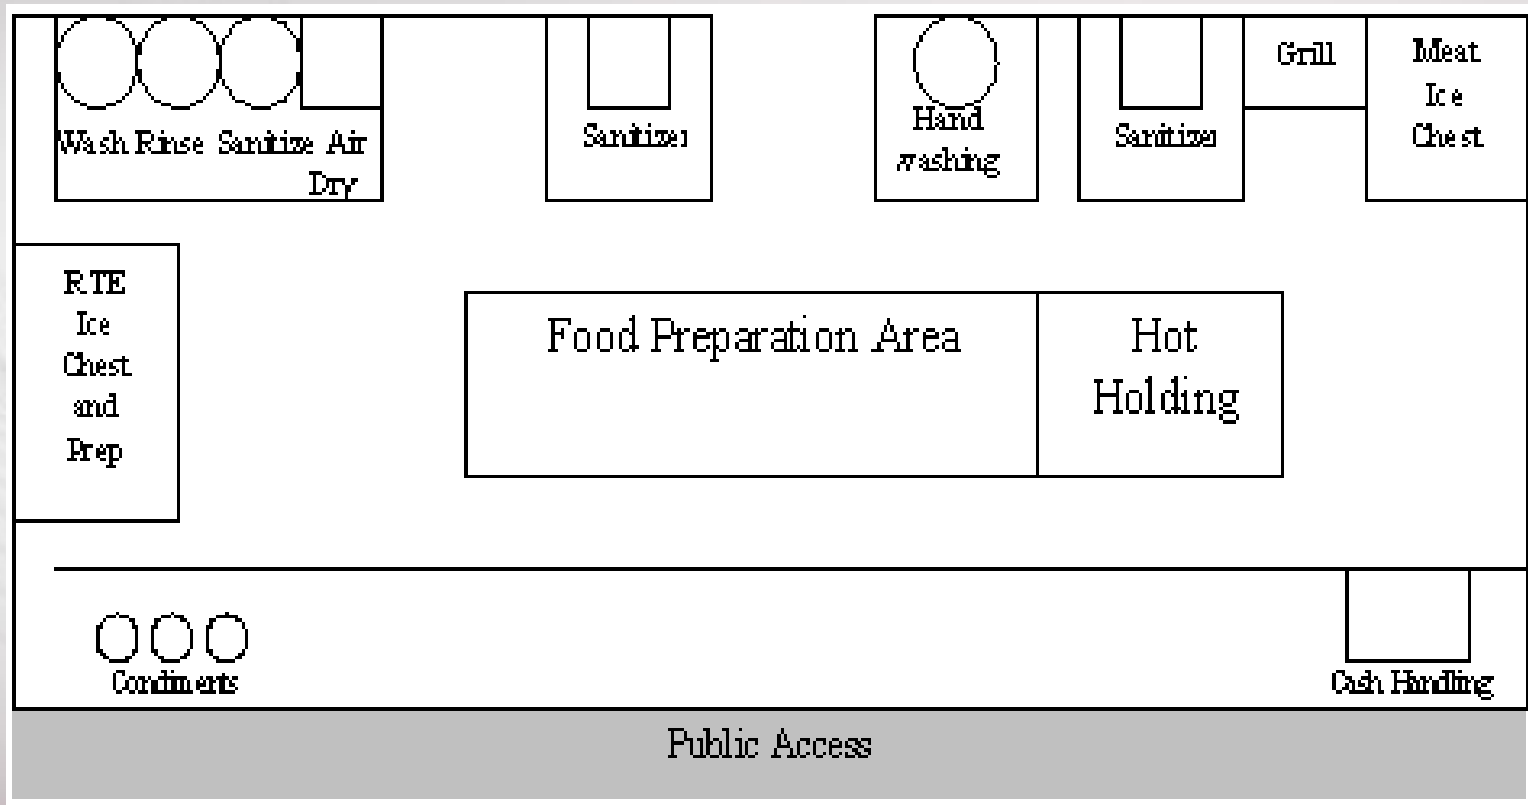 Wash Rinse Sanitize Air
Dry
Sanitizer
Hand
washing
Sanitizer
Grill
Meat
Ice
Chest
RTE
Ice
Chest
and
Prep
Food Preparation Area
Hot
Holding
Condiments
Cash Handling
Public Access